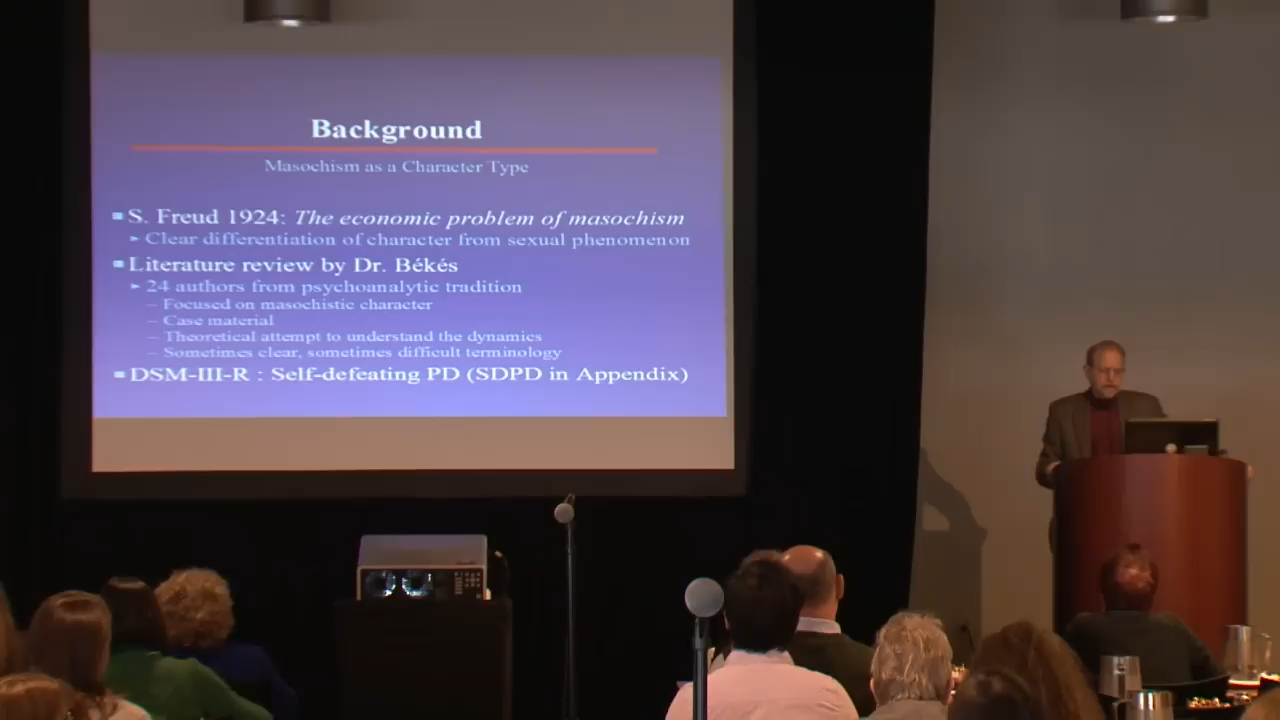 Background
Masochism as a Character Type
S. Freud 1924: The economic problem of masochism
Clear differentiation of character from sexual phenomenon
Literature review by Dr. Békés
24 authors from psychoanalytic tradition
– Focused on masochistic character
– Case material
– Theoretical attempt to understand the dynamics
– Sometimes clear, sometimes difficult terminology
DSM-III-R : Self-defeating PD (SDPD in Appendix)